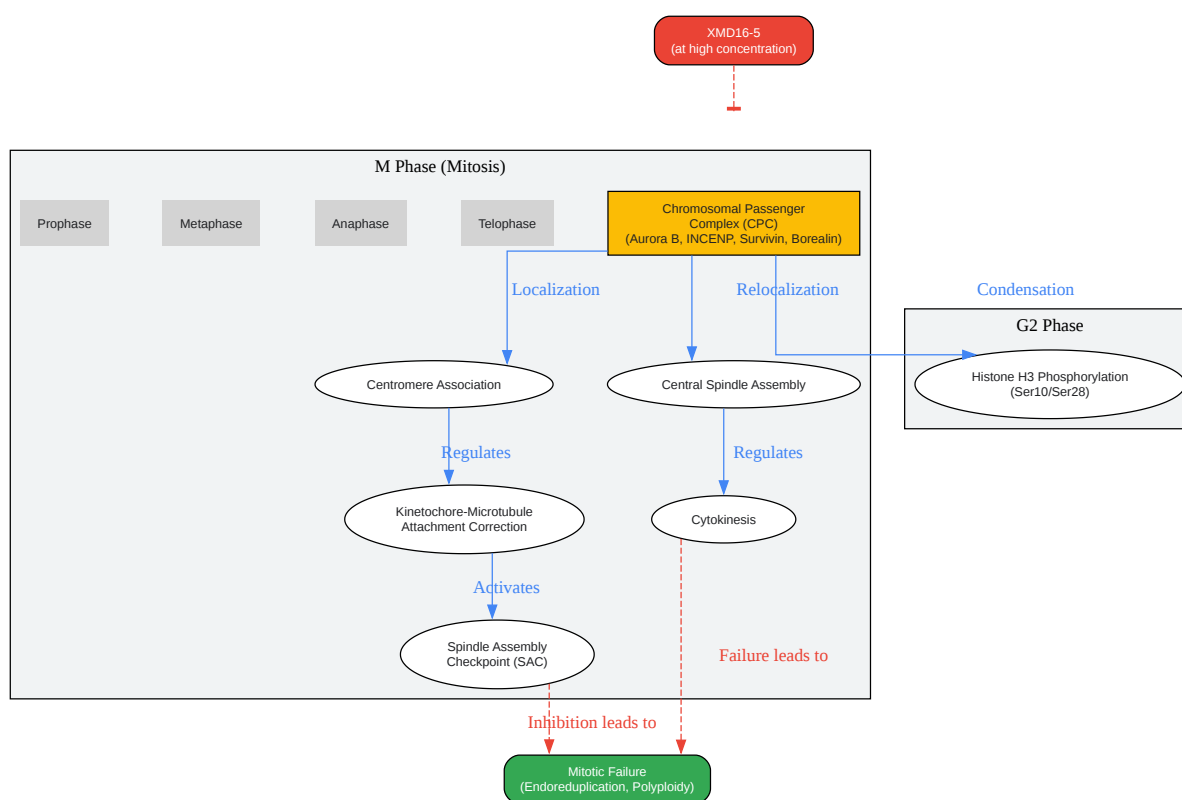 XMD16-5
(at high concentration)
M Phase (Mitosis)
Prophase
Metaphase
Anaphase
Telophase
Chromosomal Passenger
Complex (CPC)
(Aurora B, INCENP, Survivin, Borealin)
Localization
Relocalization
Condensation
G2 Phase
Centromere Association
Central Spindle Assembly
Histone H3 Phosphorylation
(Ser10/Ser28)
Regulates
Regulates
Kinetochore-Microtubule
Attachment Correction
Cytokinesis
Activates
Spindle Assembly
Checkpoint (SAC)
Failure leads to
Inhibition leads to
Mitotic Failure
(Endoreduplication, Polyploidy)